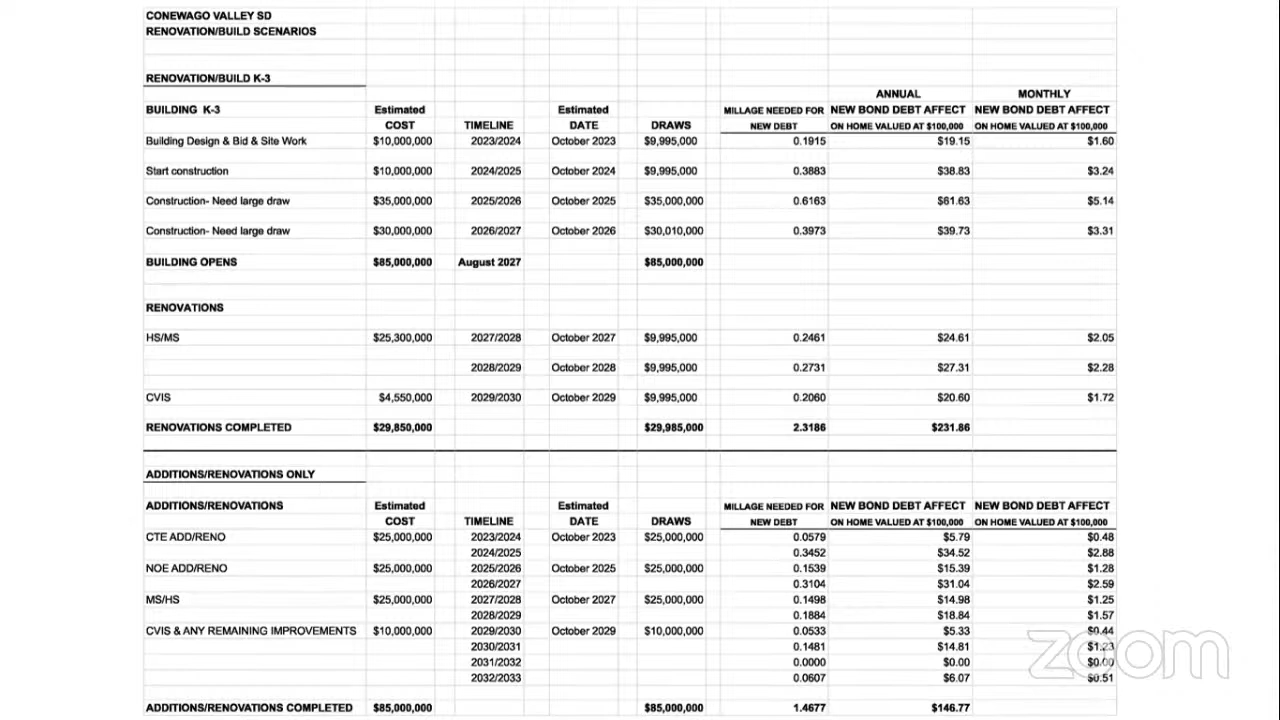 CONEWAGO VALLEY SD
RENOVATION/BUILD SCENARIOS
RENOVATION/BUILD K-3
ANNUAL MONTHLY
BUILDING K-3 Estimated Estimated MILLAGE NEEDED FOR NEW BOND DEBT AFFECT NEW BOND DEBT AFFECT
COST TIMELINE DATE DRAWS NEW DEBT ON HOME VALUED AT $100,000 ON HOME VALUED AT $100,000
Building Design & Bid & Site Work $10,000,000 2023/2024 October 2023 $9,995,000 0.1915 $19.15 $1.60
Start construction $10,000,000 2024/2025 October 2024 $9,995,000 0.3883 $38.83 $3.24
Construction- Need large draw $35,000,000 2025/2026 October 2025 $35,000,000 0.6163 $61.63 $5.14
Construction- Need large draw $30,000,000 2026/2027 October 2026 $30,010,000 0.3973 $39.73 $3.31
BUILDING OPENS $85,000,000 August 2027 $85,000,000
RENOVATIONS
HS/MS $25,300,000 2027/2028 October 2027 $9,995,000 0.2461 $24.61 $2.05
2028/2029 October 2028 $9,995,000 0.2731 $27.31 $2.28
CVIS $4,550,000 2029/2030 October 2029 $9,995,000 0.2060 $20.60 $1.72
RENOVATIONS COMPLETED $29,850,000 $29,985,000 2.3186 $231.86
ADDITIONS/RENOVATIONS ONLY
ADDITIONS/RENOVATIONS Estimated Estimated MILLAGE NEEDED FOR NEW BOND DEBT AFFECT NEW BOND DEBT AFFECT
COST TIMELINE DATE DRAWS NEW DEBT ON HOME VALUED AT $100,000 ON HOME VALUED AT $100,000
CTE ADD/RENO $25,000,000 2023/2024 October 2023 $25,000,000 0.0579 $5.79 $0.48
2024/2025 0.3452 $34.52 $2.88
NOE ADD/RENO $25,000,000 2025/2026 October 2025 $25,000,000 0.1539 $15.39 $1.28
2026/2027 0.3104 $31.04 $2.59
MS/HS $25,000,000 2027/2028 October 2027 $25,000,000 0.1498 $14.98 $1.25
2028/2029 0.1884 $18.84 $1.57
CVIS & ANY REMAINING IMPROVEMENTS $10,000,000 2029/2030 October 2029 $10,000,000 0.0533 $5.33 $0.44
2030/2031 0.1481 $14.81 $1.23
2031/2032 0.0000 $0.00 $0.00
2032/2033 0.0607 $6.07 $0.51
ADDITIONS/RENOVATIONS COMPLETED $85,000,000 $85,000,000 1.4677 $146.77
zoom